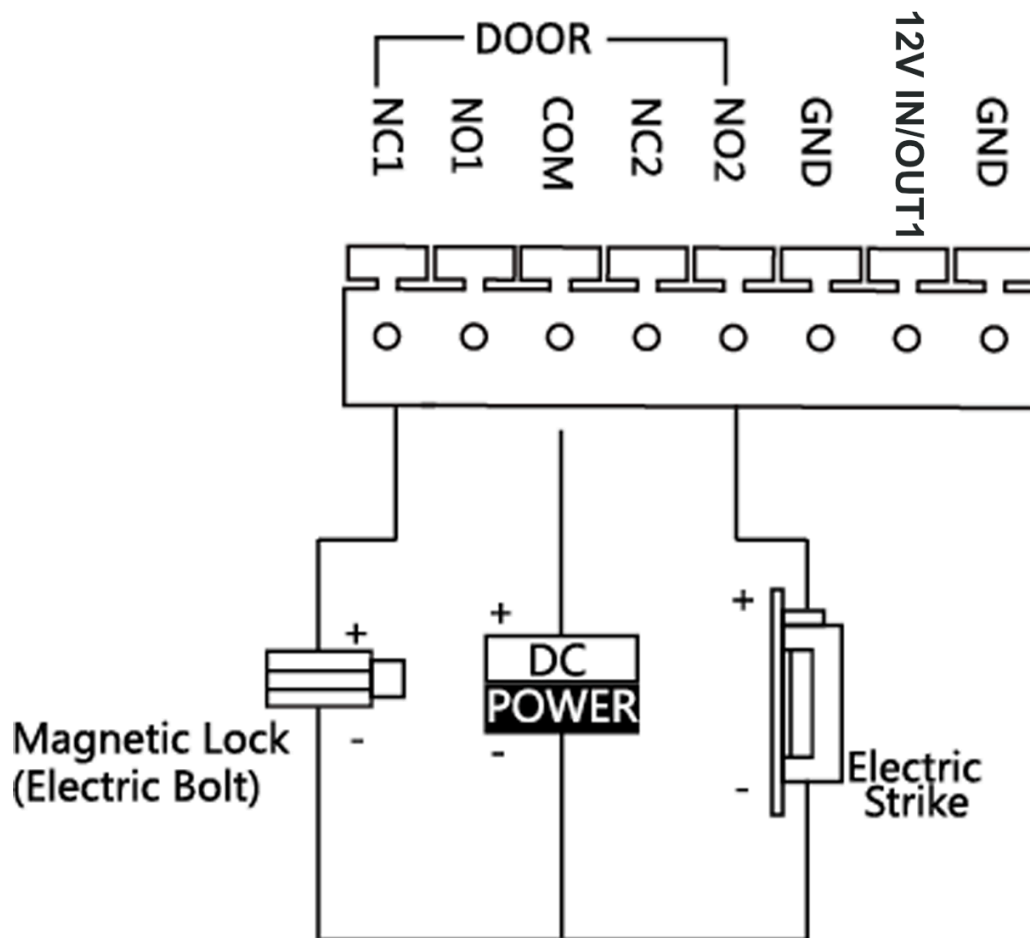 DOOR
NC1
NO1
COM
NC2
NO2
GND
12V IN/OUT1
GND
+
-
Magnetic Lock
(Electric Bolt)
+
DC
POWER
-
+
-
Electric
Strike